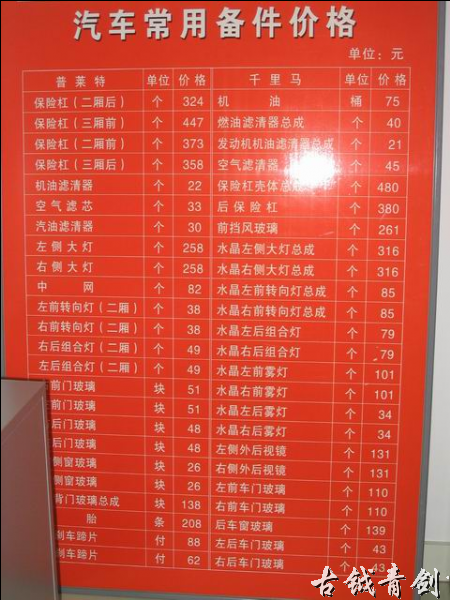 汽车常用备件价格
单位：元
普莱特 单位 价格 千里马 单位 价格
保险杠（二厢后） 个 324 机油 桶 75
保险杠（三厢前） 个 447 燃油滤清器总成 个 40
保险杠（二厢前） 个 373 发动机机油滤清器总成 个 21
保险杠（三厢后） 个 358 空气滤清器 个 45
机油滤清器 个 22 保险杠壳体总 个 480
空气滤芯 个 33 后保险杠 个 380
汽油滤清器 个 30 前挡风玻璃 个 261
左侧大灯 个 258 水晶左侧大灯总成 个 316
右侧大灯 个 258 水晶右侧大灯总成 个 316
中网 个 82 水晶左前转向灯总成 个 85
左前转向灯（二厢） 个 38 水晶右前转向灯总成 个 85
右前转向灯（二厢） 个 38 水晶左后组合灯 个 79
右后组合灯（二厢） 个 49 水晶右后组合灯 个 79
左后组合灯（二厢） 个 49 水晶左前雾灯 个 101
前门玻璃 块 51 水晶右前雾灯 个 101
前门玻璃 块 51 水晶左后雾灯 个 34
后门玻璃 块 48 水晶右后雾灯 个 34
后门玻璃 块 48 左侧外后视镜 个 131
侧窗玻璃 块 26 右侧外后视镜 个 131
侧窗玻璃 块 26 左前车门玻璃 个 110
背门玻璃总成 块 138 右前车门玻璃 个 110
胎 条 208 后车窗玻璃 个 139
刹车蹄片 付 88 左后车门玻璃 个 43
刹车蹄片 付 62 右后车门玻璃 个 43
古钺青剑